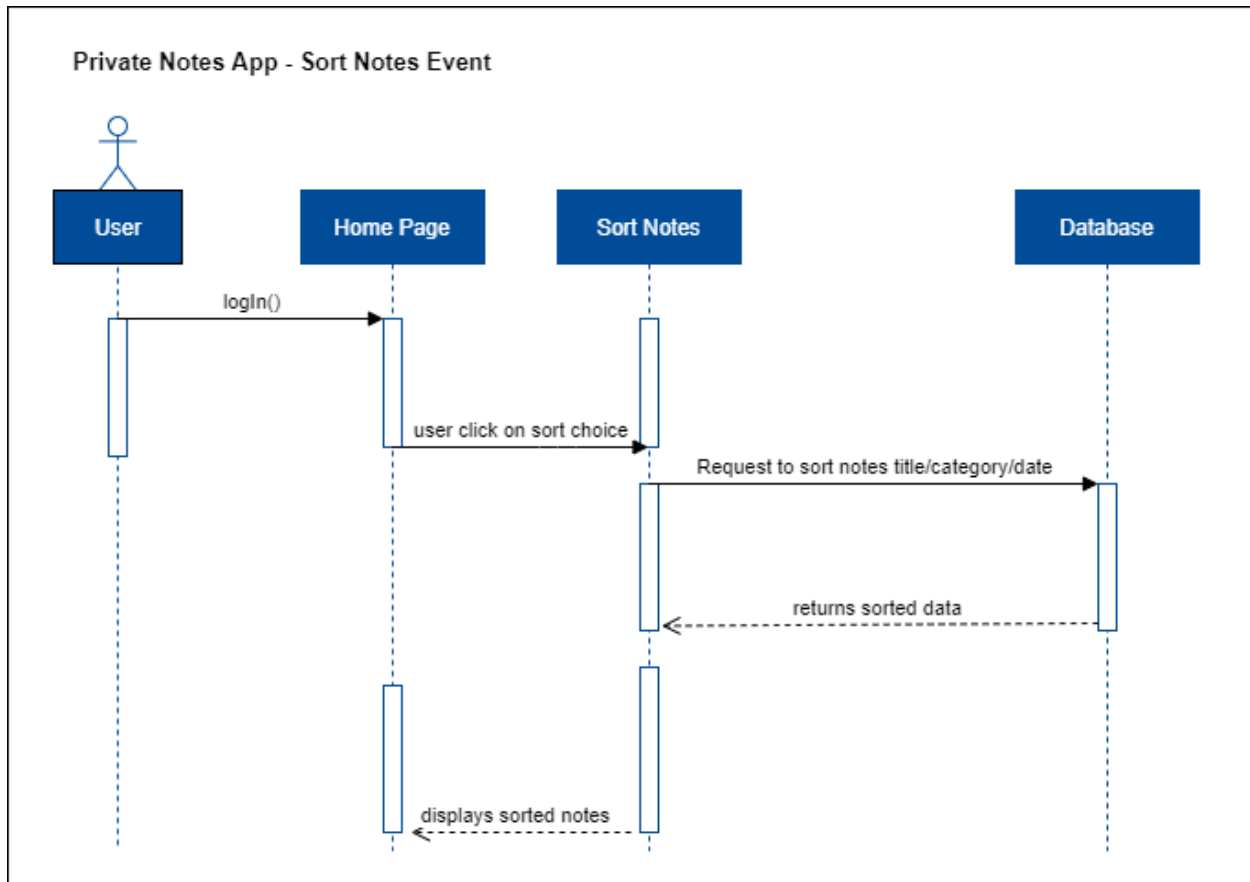 Private Notes App - Sort Notes Event
User
Home Page
Sort Notes
Database
logIn()
user click on sort choice
Request to sort notes title/category/date
returns sorted data
displays sorted notes